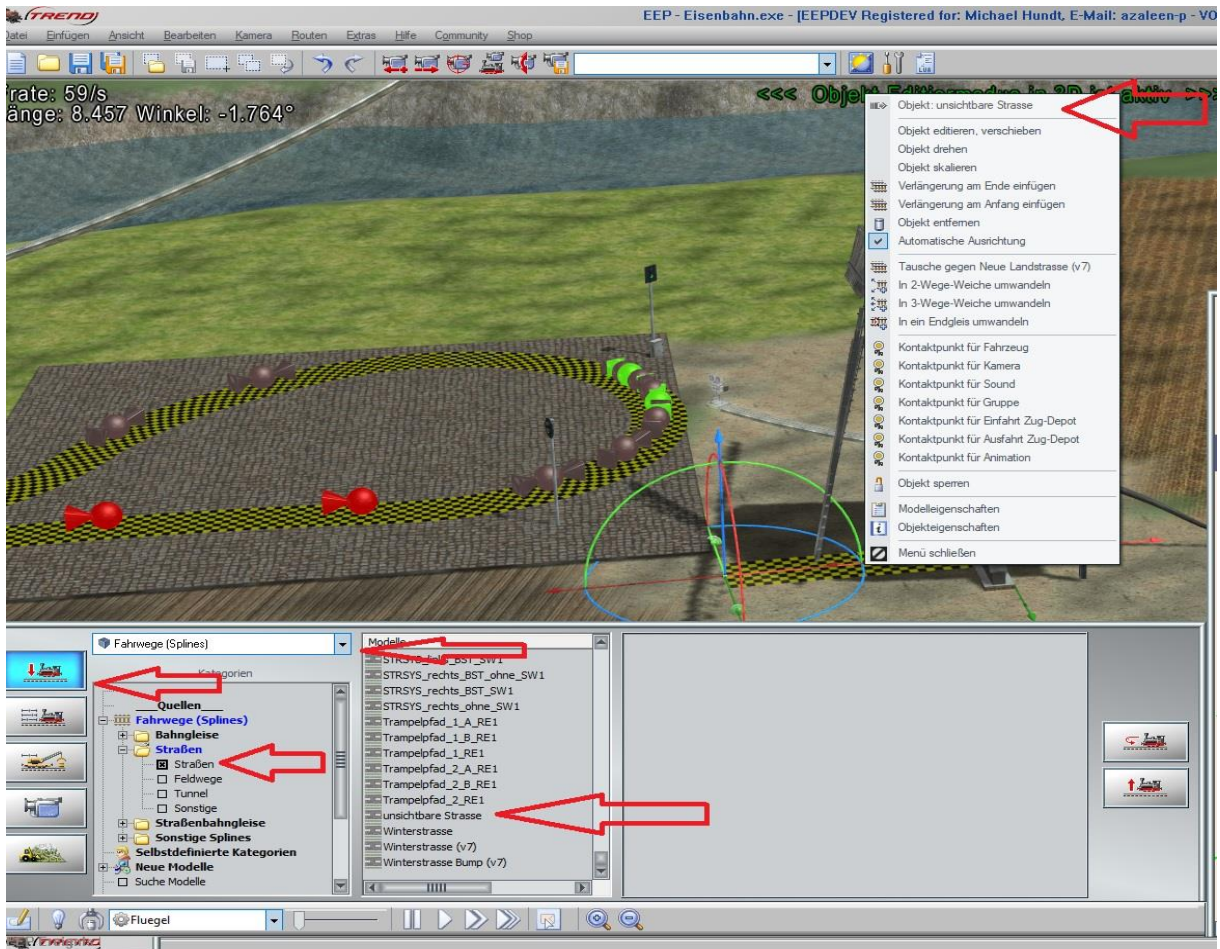 TREND
EEP - Eisenbahn.exe - [EEPDEV Registered for: Michael Hundt, E-Mail: azaleen-p - VO
Datei Einfügen Ansicht Bearbeiten Kamera Routen Extras Hilfe Community Shop
rate: 59/s
änge: 8.457 Winkel: -1.764°
<<< Objekt Editiermodus in 3D interaktiv >>>
Objekt: unsichtbare Strasse
Objekt editieren, verschieben
Objekt drehen
Objekt skalieren
Verlängerung am Ende einfügen
Verlängerung am Anfang einfügen
Objekt entfernen
Automatische Ausrichtung
Tausche gegen Neue Landstrasse (v7)
In 2-Wege-Weiche umwandeln
In 3-Wege-Weiche umwandeln
In ein Endgleis umwandeln
Kontaktpunkt für Fahrzeug
Kontaktpunkt für Kamera
Kontaktpunkt für Sound
Kontaktpunkt für Gruppe
Kontaktpunkt für Einfahrt Zug-Depot
Kontaktpunkt für Ausfahrt Zug-Depot
Kontaktpunkt für Animation
Objekt sperren
Modelleigenschaften
Objekteigenschaften
Menü schließen
Fahrwege (Splines)
Kategorien
___Quellen___
Fahrwege (Splines)
Bahngleise
Straßen
Straßen
Feldwege
Tunnel
Sonstige
Straßenbahngleise
Sonstige Splines
Selbstdefinierte Kategorien
Neue Modelle
Suche Modelle
Modelle
STRSYS_links_BST_SW1
STRSYS_rechts_BST_ohne_SW1
STRSYS_rechts_BST_SW1
STRSYS_rechts_ohne_SW1
Trampelpfad_1_A_RE1
Trampelpfad_1_B_RE1
Trampelpfad_1_RE1
Trampelpfad_2_A_RE1
Trampelpfad_2_B_RE1
Trampelpfad_2_RE1
unsichtbare Strasse
Winterstrasse
Winterstrasse (v7)
Winterstrasse Bump (v7)
Fluegel